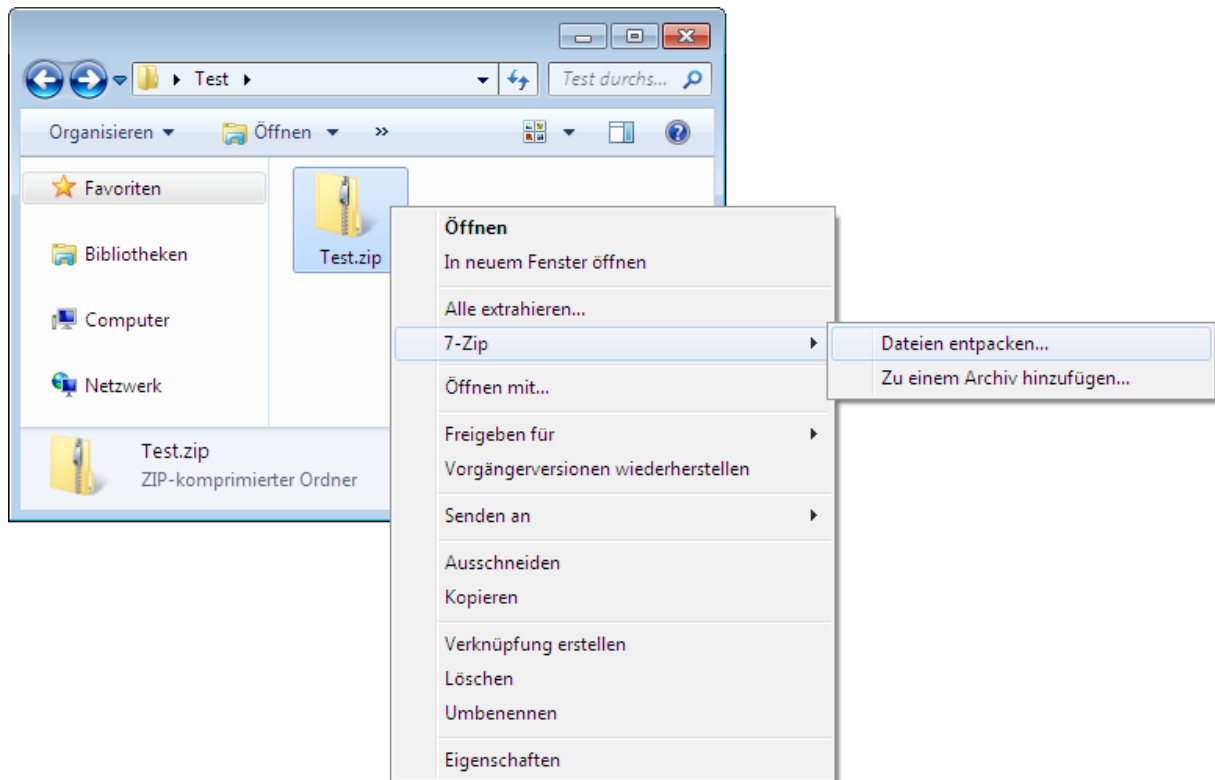 Test
Test durchs...
Organisieren
Öffnen
»
Favoriten
Bibliotheken
Computer
Netzwerk
Test.zip
Test.zip
ZIP-komprimierter Ordner
Öffnen
In neuem Fenster öffnen
Alle extrahieren...
7-Zip
Öffnen mit...
Freigeben für
Vorgängerversionen wiederherstellen
Senden an
Ausschneiden
Kopieren
Verknüpfung erstellen
Löschen
Umbenennen
Eigenschaften
Dateien entpacken...
Zu einem Archiv hinzufügen...